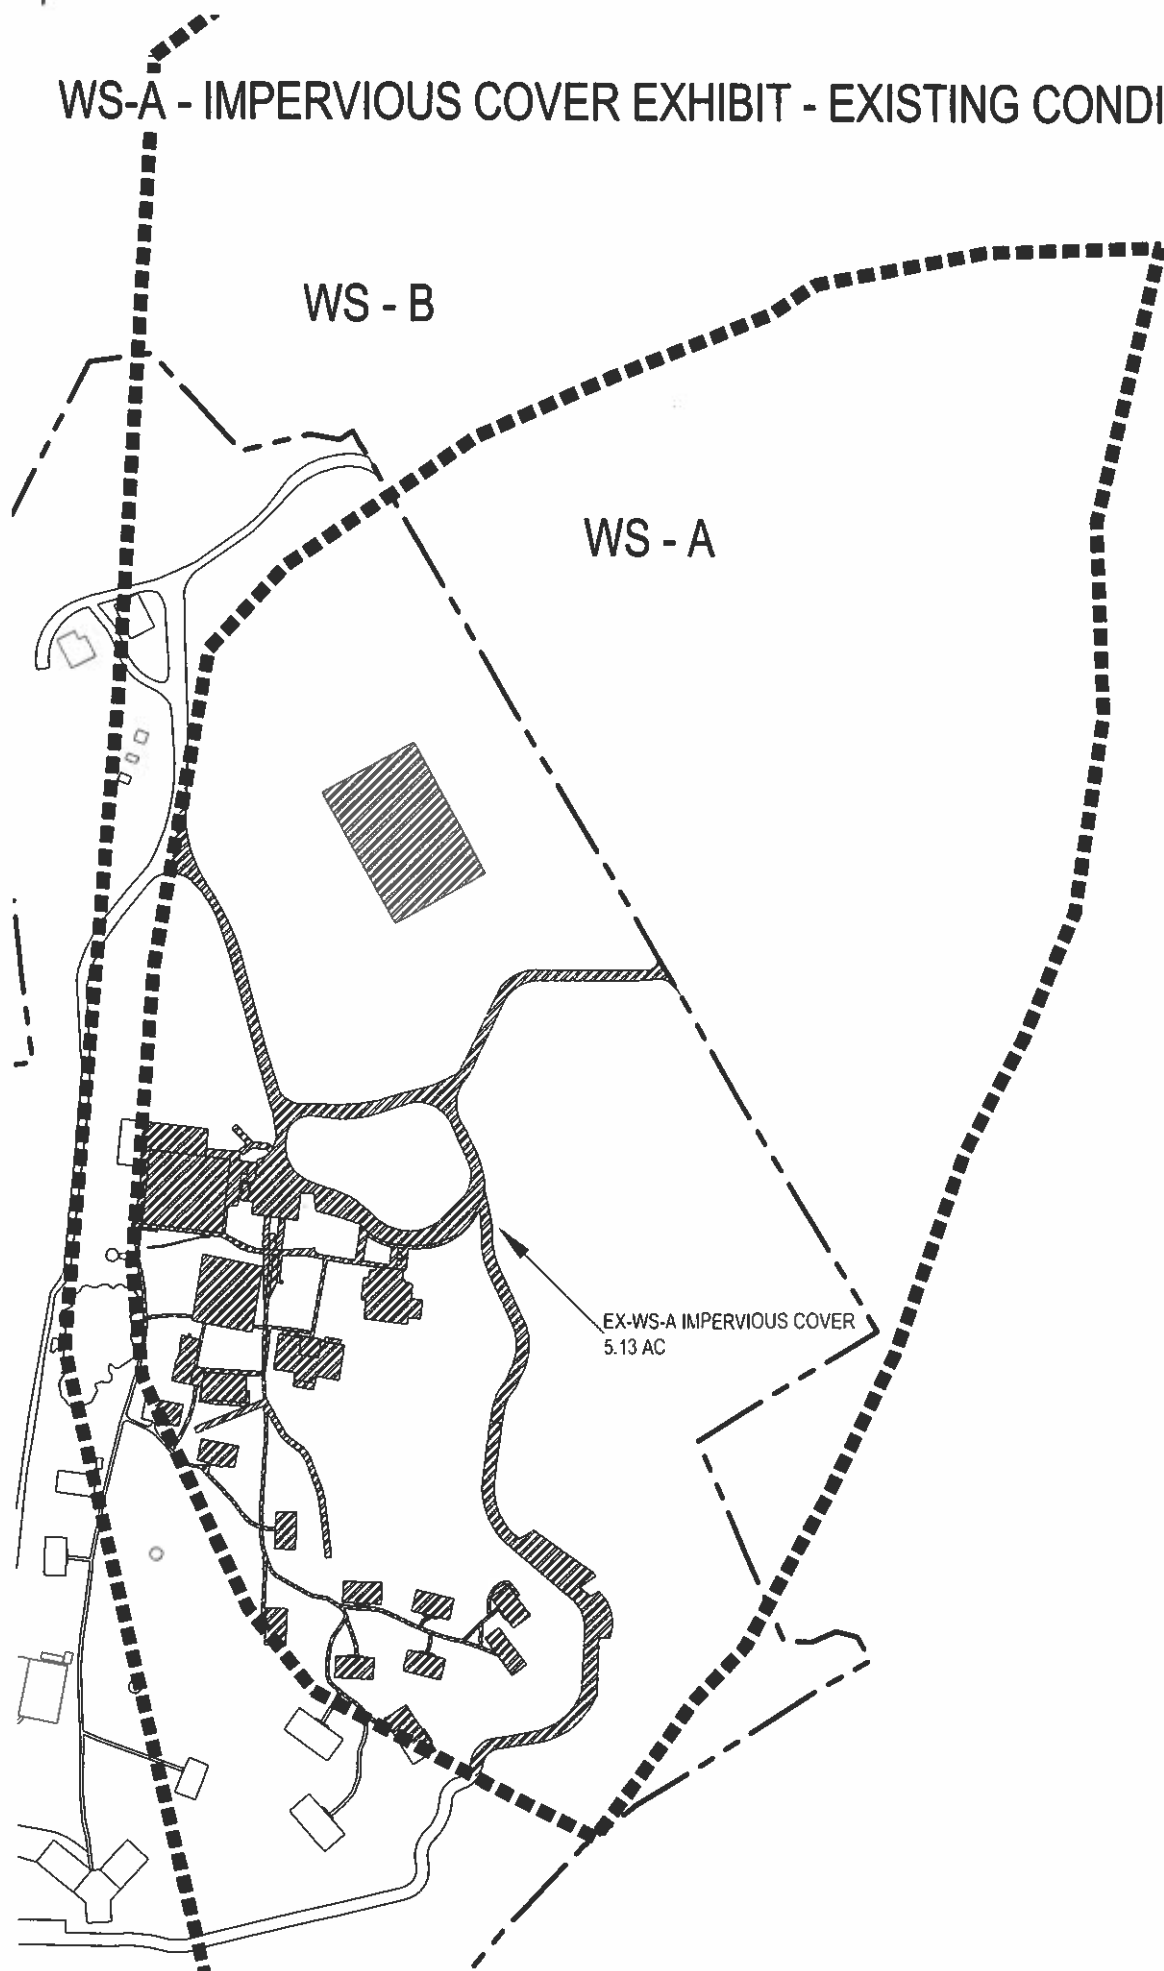 WS-A - IMPERVIOUS COVER EXHIBIT - EXISTING CONDI
WS - B
WS - A
EX-WS-A IMPERVIOUS COVER
5.13 AC